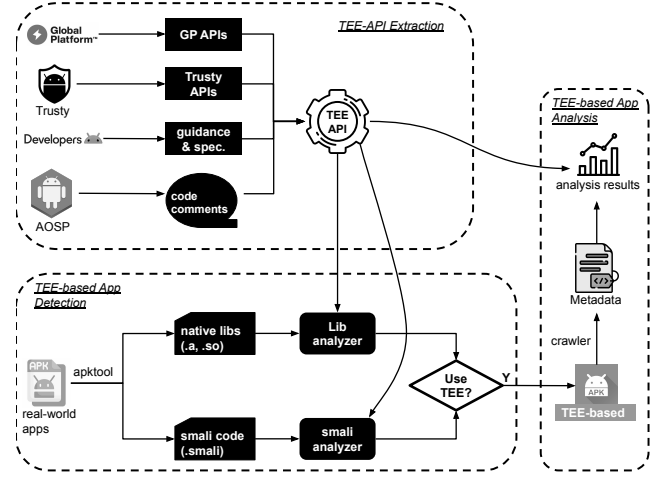 Global
Platform™
GP APIs
TEE-API Extraction
Trusty
Trusty
APIs
Developers
guidance
& spec.
AOSP
code
comments
TEE
API
TEE-based App
Analysis
analysis results
Metadata
crawler
APK
TEE-based
TEE-based App
Detection
APK
real-world
apps
apktool
native libs
(.a, .so)
Lib
analyzer
smali code
(.smali)
smali
analyzer
Use
TEE?
Y